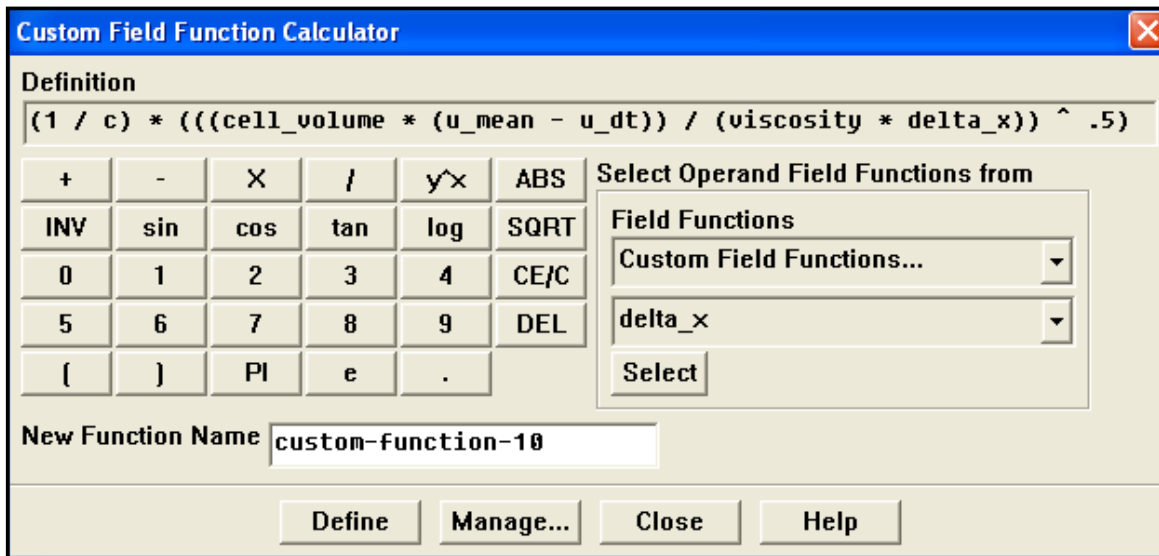 Custom Field Function Calculator
Definition
(1 / c) * (((cell_volume * (u_mean - u_dt)) / (viscosity * delta_x)) ^ .5)
+ - X / y^x ABS
INV sin cos tan log SQRT
0 1 2 3 4 CE/C
5 6 7 8 9 DEL
( ) PI e .
Select Operand Field Functions from
Field Functions
Custom Field Functions...
delta_x
Select
New Function Name custom-function-10
Define Manage... Close Help